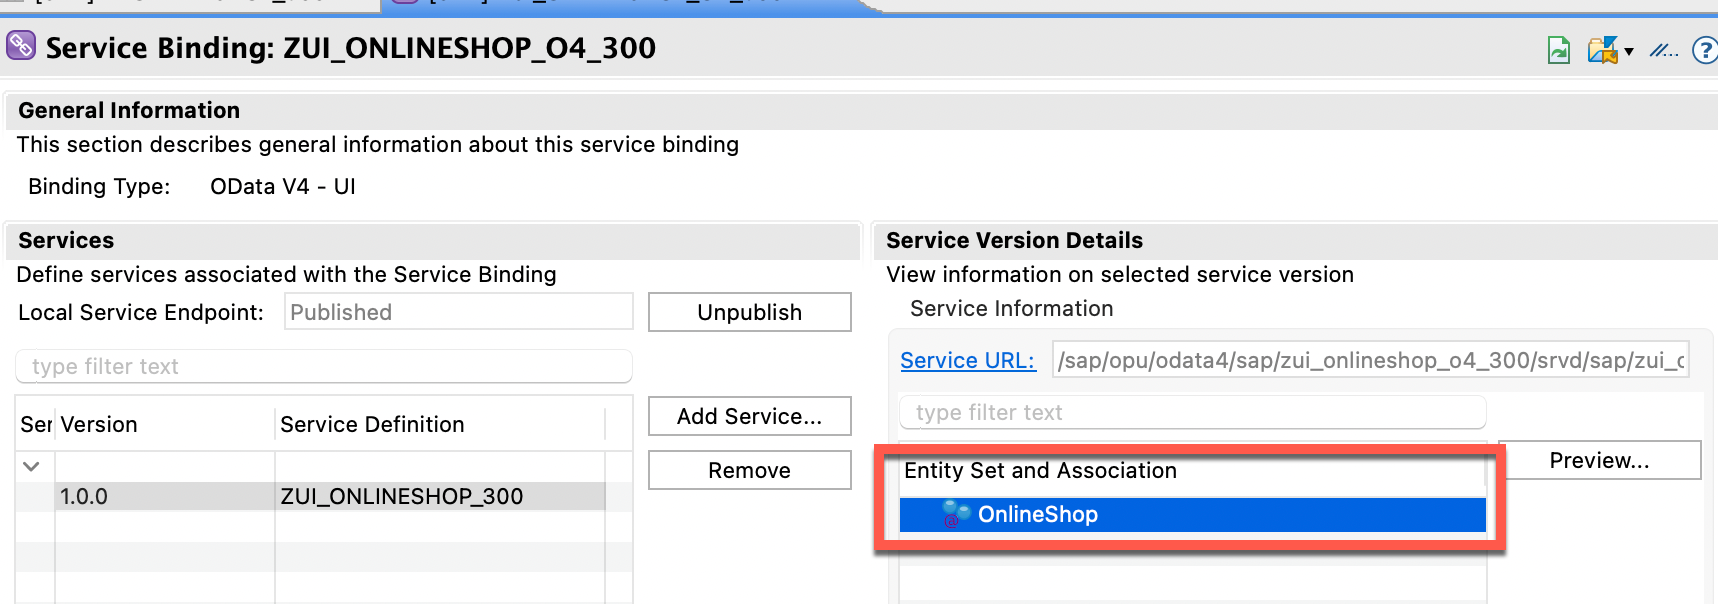 Service Binding: ZUI_ONLINESHOP_O4_300
General Information
This section describes general information about this service binding
Binding Type: OData V4 - UI
Services
Define services associated with the Service Binding
Local Service Endpoint: Published
Unpublish
type filter text
Ser Version Service Definition
Add Service...
Remove
1.0.0 ZUI_ONLINESHOP_300
Service Version Details
View information on selected service version
Service Information
Service URL: /sap/opu/odata4/sap/zui_onlineshop_o4_300/srvd/sap/zui_
type filter text
Preview...
Entity Set and Association
OnlineShop